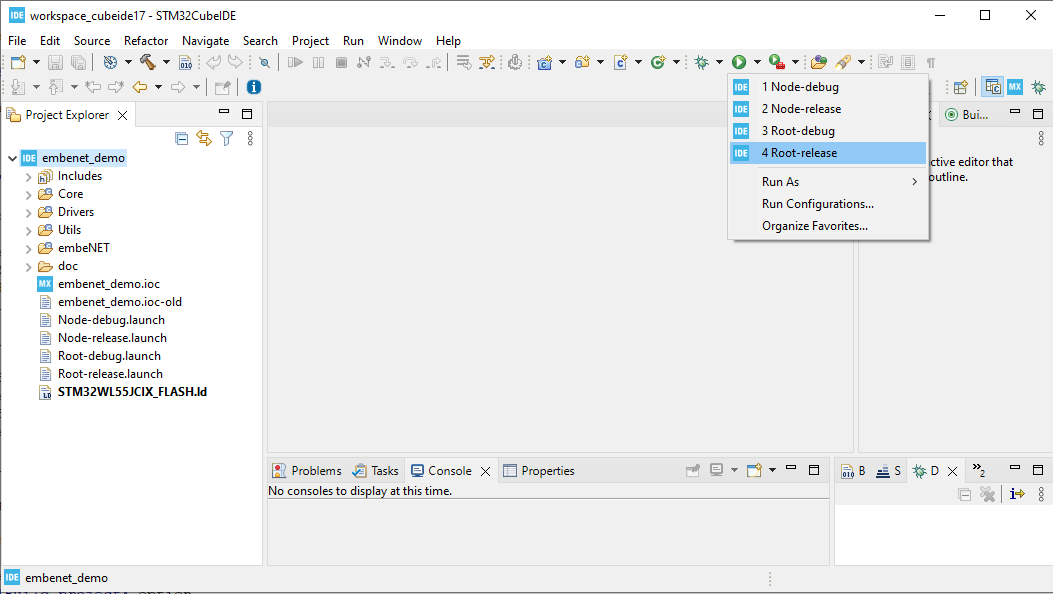 IDE workspace_cubeide17 - STM32CubeIDE
File Edit Source Refactor Navigate Search Project Run Window Help
010
MX
Project Explorer
IDE 1 Node-debug
IDE 2 Node-release
IDE 3 Root-debug
IDE 4 Root-release
Run As
Run Configurations...
Organize Favorites...
Bui...
ctive editor that
outline.
IDE embenet_demo
Includes
Core
Drivers
Utils
embeNET
doc
MX embenet_demo.ioc
embenet_demo.ioc-old
Node-debug.launch
Node-release.launch
Root-debug.launch
Root-release.launch
STM32WL55JCIX_FLASH.ld
Problems Tasks Console Properties
No consoles to display at this time.
010 B S D »2
IDE embenet_demo